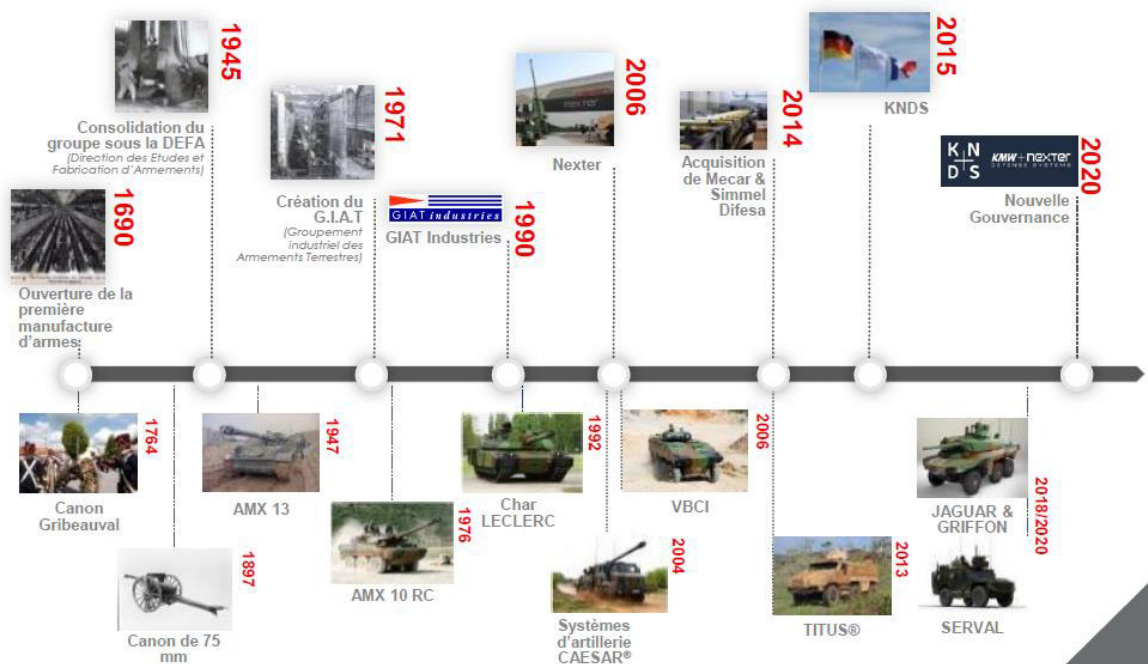 1945
Consolidation du
groupe sous la DEFA
(Direction des Etudes et
Fabrication d'Armements)
1690
Ouverture de la
première
manufacture
d'armes
1971
Création du
G.I.A.T
(Groupement
industriel des
Armements Terrestres)
GIAT industries
GIAT Industries
1990
2006
Nexter
2014
Acquisition
de Mecar &
Simmel
Difesa
2015
KNDS
K N
D S
KMW+nexter
DEFENSE SYSTEMS
2020
Nouvelle
Gouvernance
1764
Canon
Gribeauval
1897
Canon de 75
mm
1947
AMX 13
1976
AMX 10 RC
1992
Char
LECLERC
2004
Systèmes
d'artillerie
CAESAR®
2006
VBCI
2013
TITUS®
JAGUAR &
GRIFFON
2018/2020
SERVAL